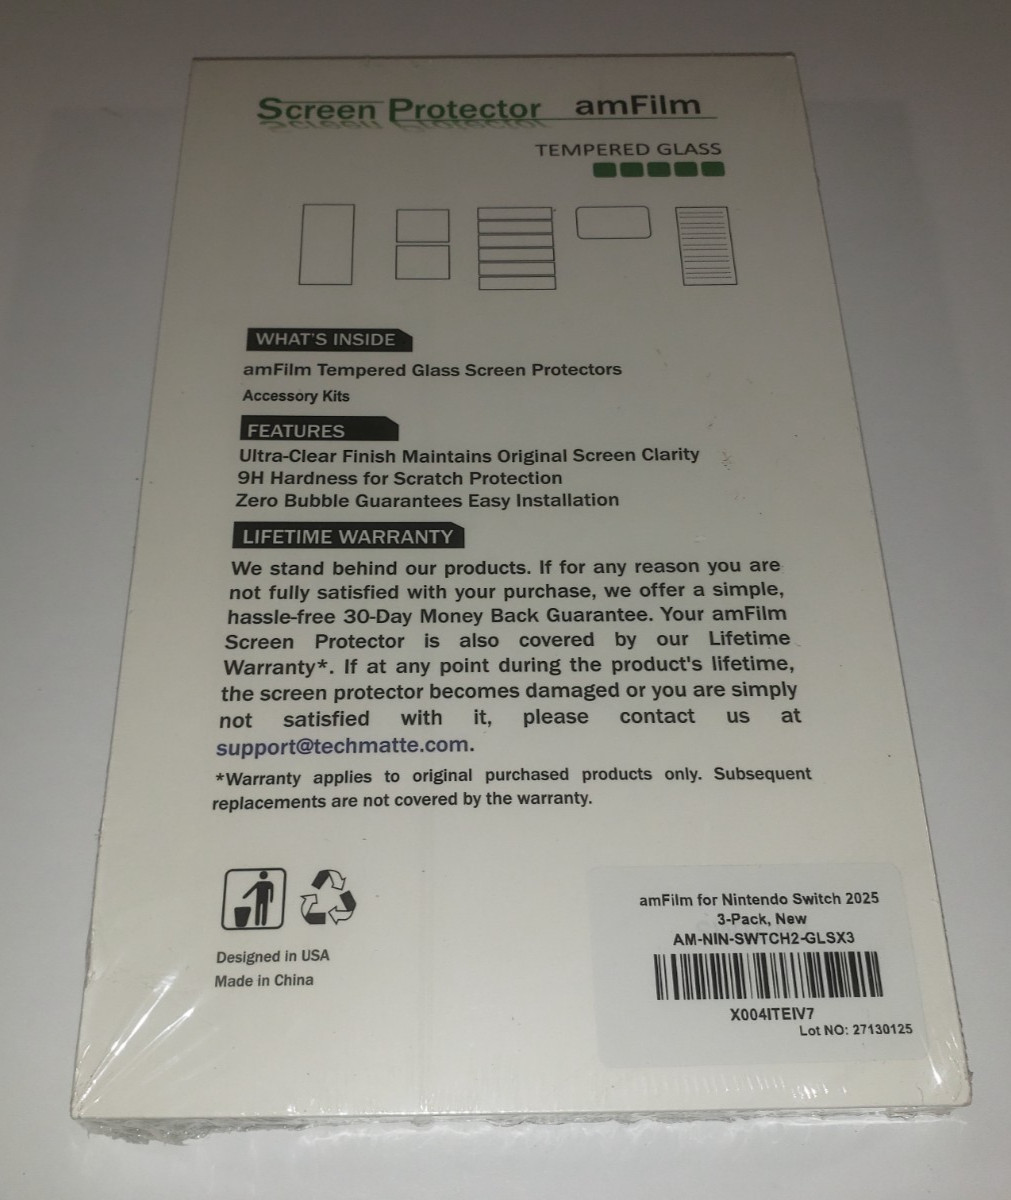 Screen Protector amFilm
TEMPERED GLASS
WHAT'S INSIDE
amFilm Tempered Glass Screen Protectors
Accessory Kits
FEATURES
Ultra-Clear Finish Maintains Original Screen Clarity
9H Hardness for Scratch Protection
Zero Bubble Guarantees Easy Installation
LIFETIME WARRANTY
We stand behind our products. If for any reason you are
not fully satisfied with your purchase, we offer a simple,
hassle-free 30-Day Money Back Guarantee. Your amFilm
Screen Protector is also covered by our Lifetime
Warranty*. If at any point during the product's lifetime,
the screen protector becomes damaged or you are simply
not satisfied with it, please contact us at
support@techmatte.com.
*Warranty applies to original purchased products only. Subsequent
replacements are not covered by the warranty.
Designed in USA
Made in China
amFilm for Nintendo Switch 2025
3-Pack, New
AM-NIN-SWTCH2-GLSX3
X004ITEIV7
Lot NO: 27130125